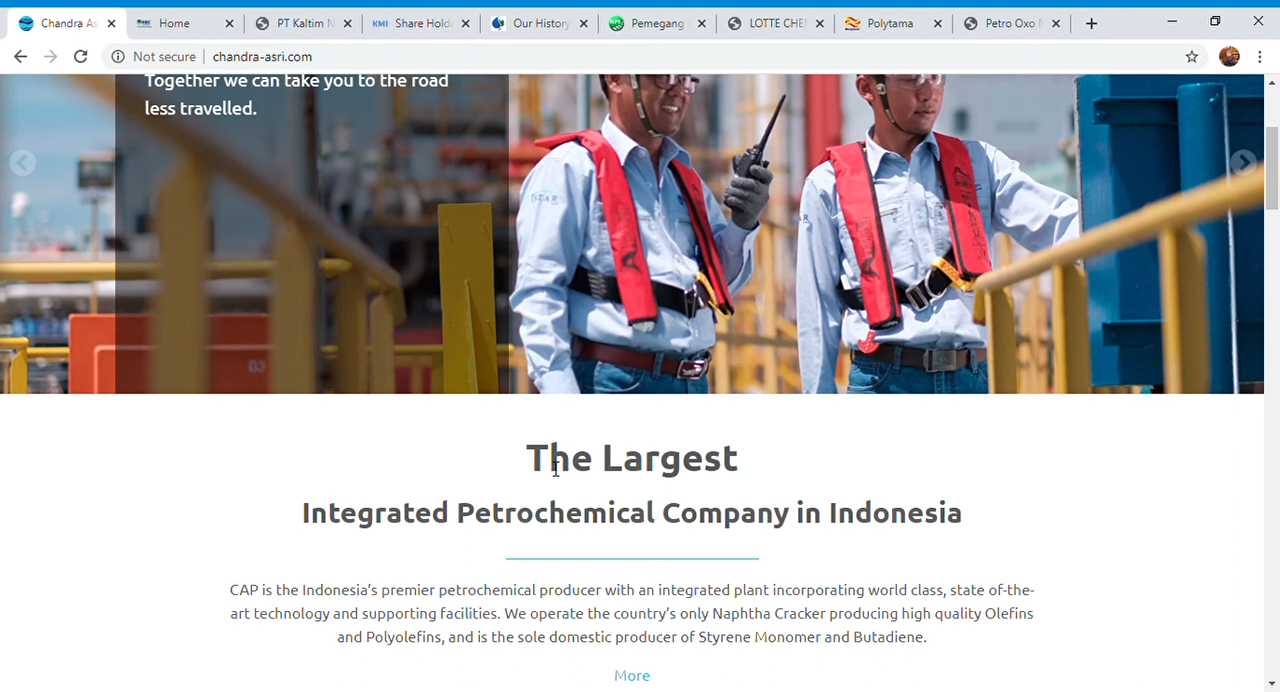 Chandra As
Home
PT Kaltim N
KMI Share Holde
Our History
Pemegang
LOTTE CHE
Polytama
Petro Oxo
Not secure
chandra-asri.com
Together we can take you to the road
less travelled.
03
The Largest
Integrated Petrochemical Company in Indonesia
CAP is the Indonesia’s premier petrochemical producer with an integrated plant incorporating world class, state of-the-
art technology and supporting facilities. We operate the country’s only Naphtha Cracker producing high quality Olefins
and Polyolefins, and is the sole domestic producer of Styrene Monomer and Butadiene.
More